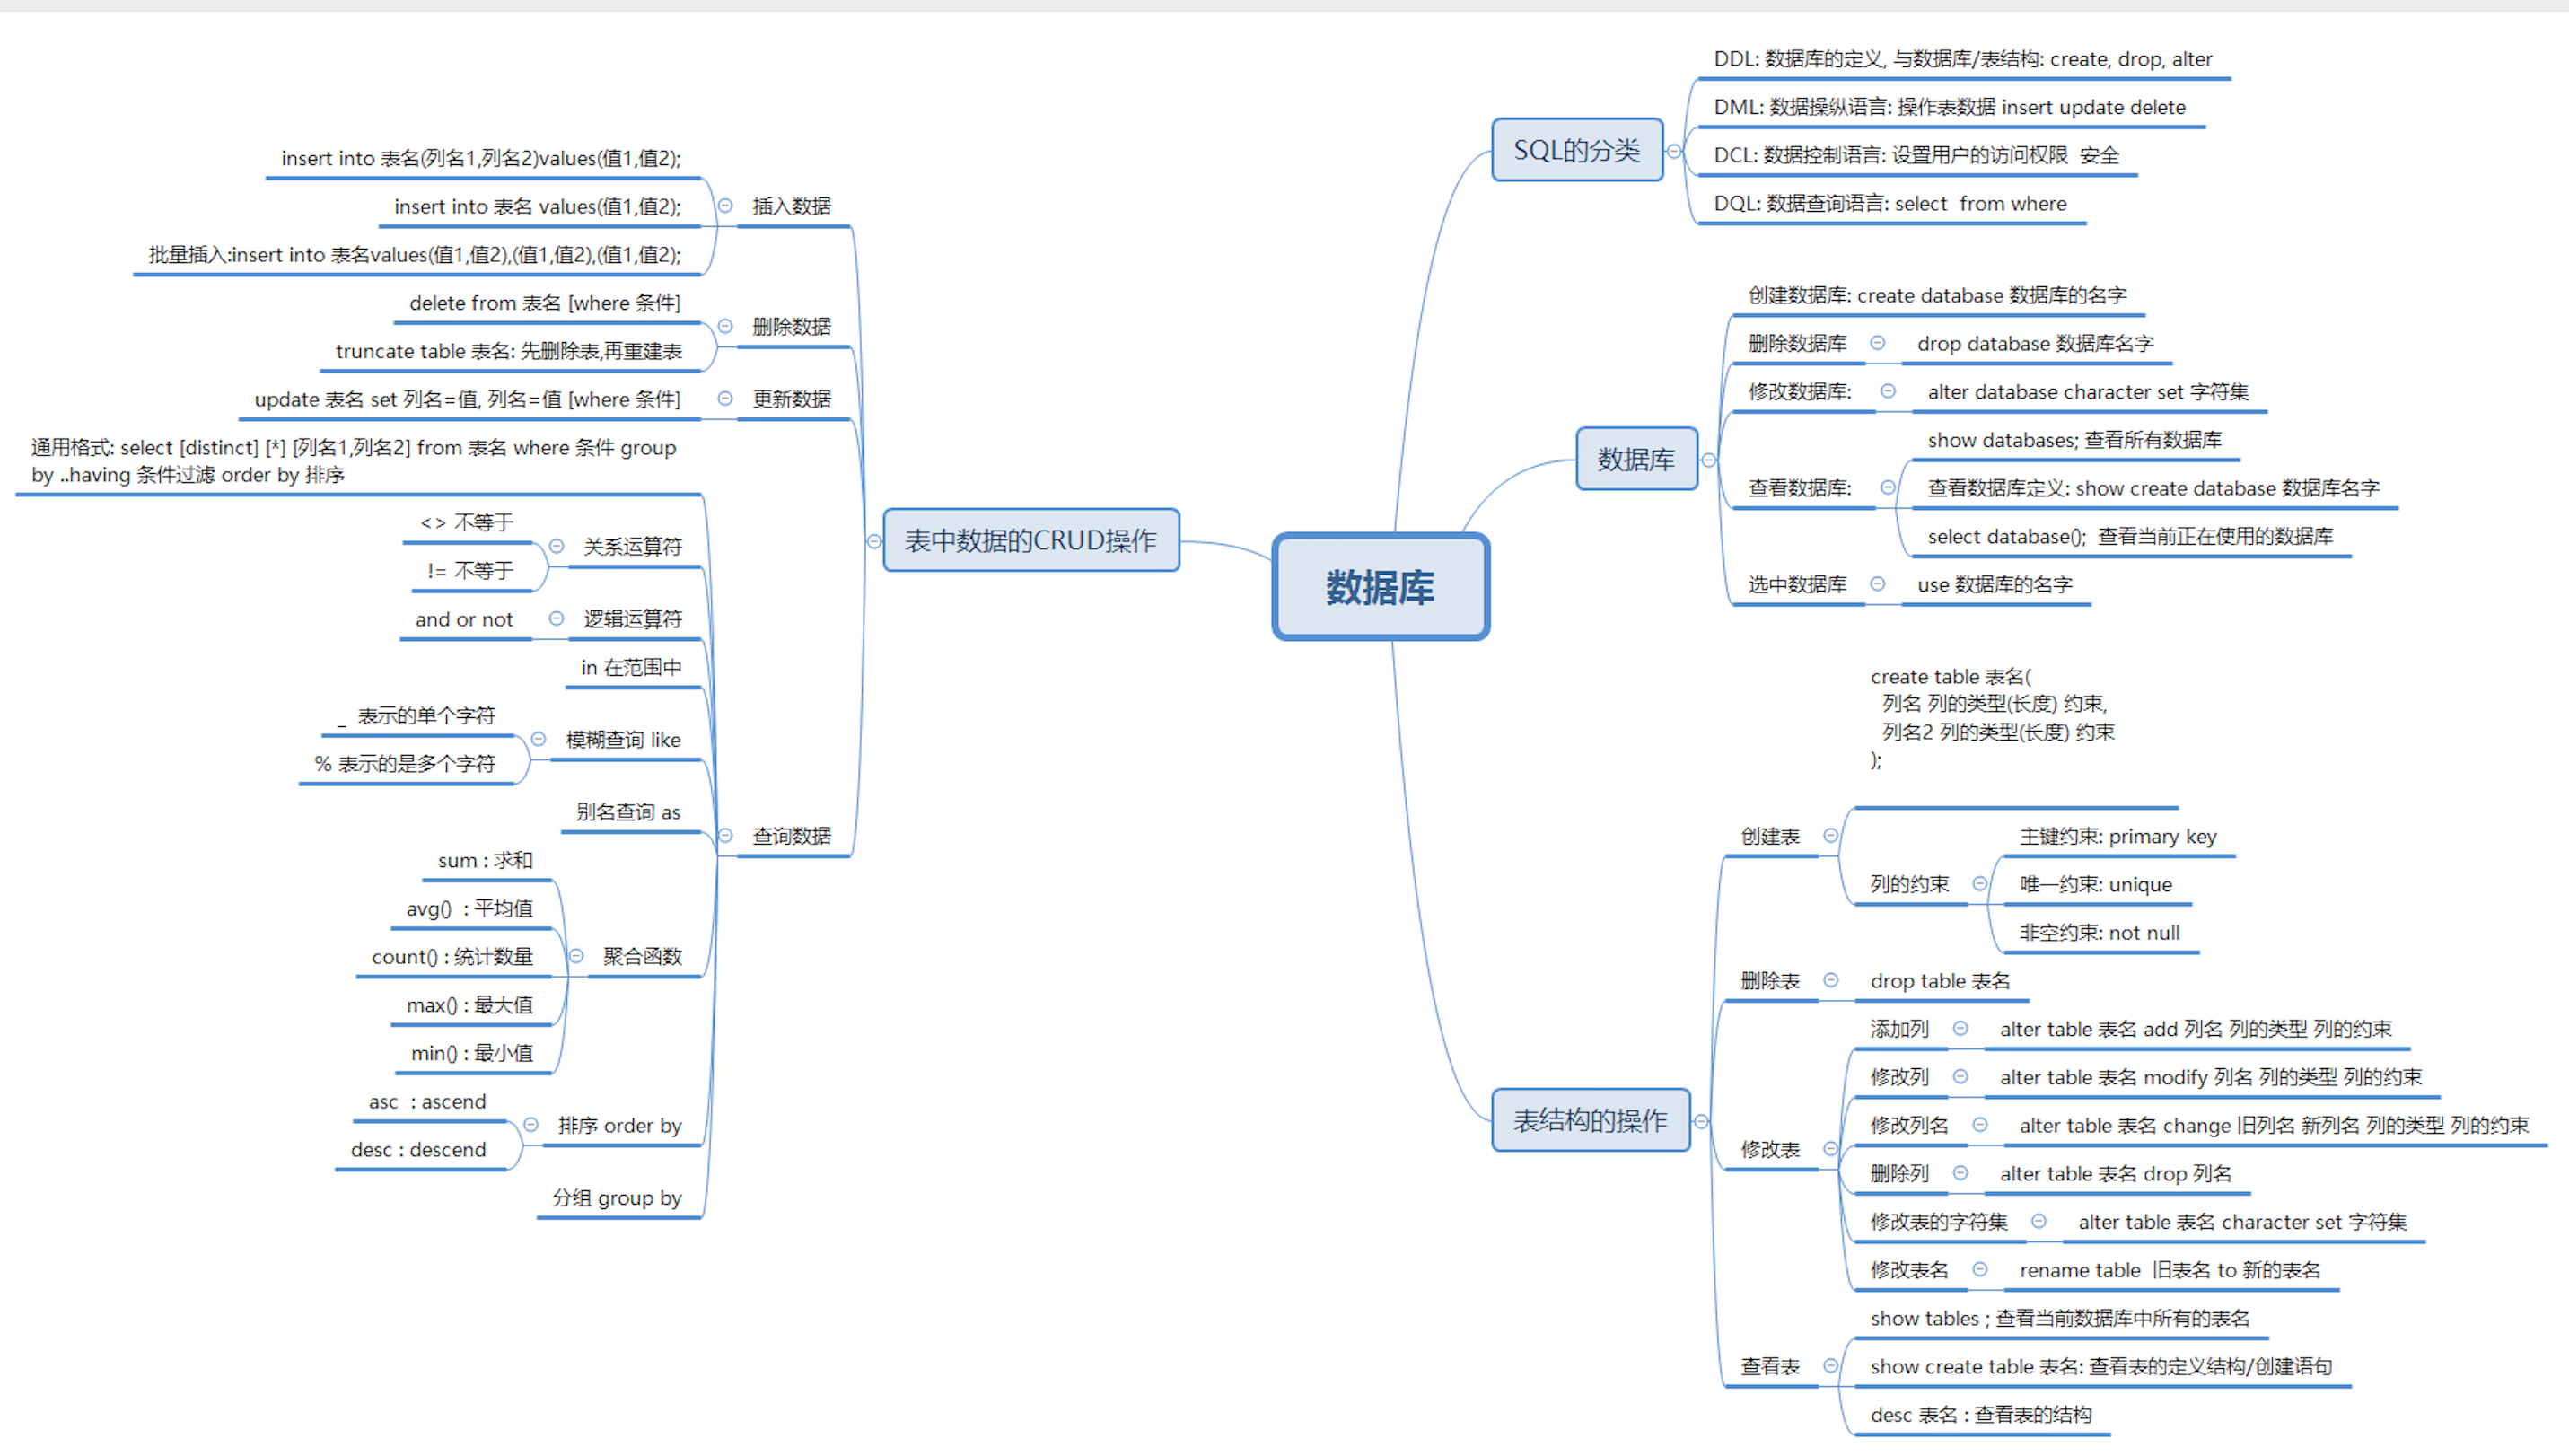 数据库
SQL的分类
DDL: 数据库的定义, 与数据库/表结构: create, drop, alter
DML: 数据操纵语言: 操作表数据 insert update delete
DCL: 数据控制语言: 设置用户的访问权限 安全
DQL: 数据查询语言: select from where
数据库
创建数据库: create database 数据库的名字
删除数据库
drop database 数据库名字
修改数据库:
alter database character set 字符集
查看数据库:
show databases; 查看所有数据库
查看数据库定义: show create database 数据库名字
select database(); 查看当前正在使用的数据库
选中数据库
use 数据库的名字
表结构的操作
创建表
create table 表名(
列名 列的类型(长度) 约束,
列名2 列的类型(长度) 约束
);
列的约束
主键约束: primary key
唯一约束: unique
非空约束: not null
删除表
drop table 表名
修改表
添加列
alter table 表名 add 列名 列的类型 列的约束
修改列
alter table 表名 modify 列名 列的类型 列的约束
修改列名
alter table 表名 change 旧列名 新列名 列的类型 列的约束
删除列
alter table 表名 drop 列名
修改表的字符集
alter table 表名 character set 字符集
修改表名
rename table 旧表名 to 新的表名
查看表
show tables ; 查看当前数据库中所有的表名
show create table 表名: 查看表的定义结构/创建语句
desc 表名 : 查看表的结构
表中数据的CRUD操作
插入数据
insert into 表名(列名1,列名2)values(值1,值2);
insert into 表名 values(值1,值2);
批量插入:insert into 表名values(值1,值2),(值1,值2),(值1,值2);
删除数据
delete from 表名 [where 条件]
truncate table 表名: 先删除表,再重建表
更新数据
update 表名 set 列名=值, 列名=值 [where 条件]
查询数据
通用格式: select [distinct] [*] [列名1,列名2] from 表名 where 条件 group
by ..having 条件过滤 order by 排序
关系运算符
<> 不等于
!= 不等于
逻辑运算符
and or not
in 在范围中
模糊查询 like
_ 表示的单个字符
% 表示的是多个字符
别名查询 as
聚合函数
sum : 求和
avg() : 平均值
count() : 统计数量
max() : 最大值
min() : 最小值
排序 order by
asc : ascend
desc : descend
分组 group by